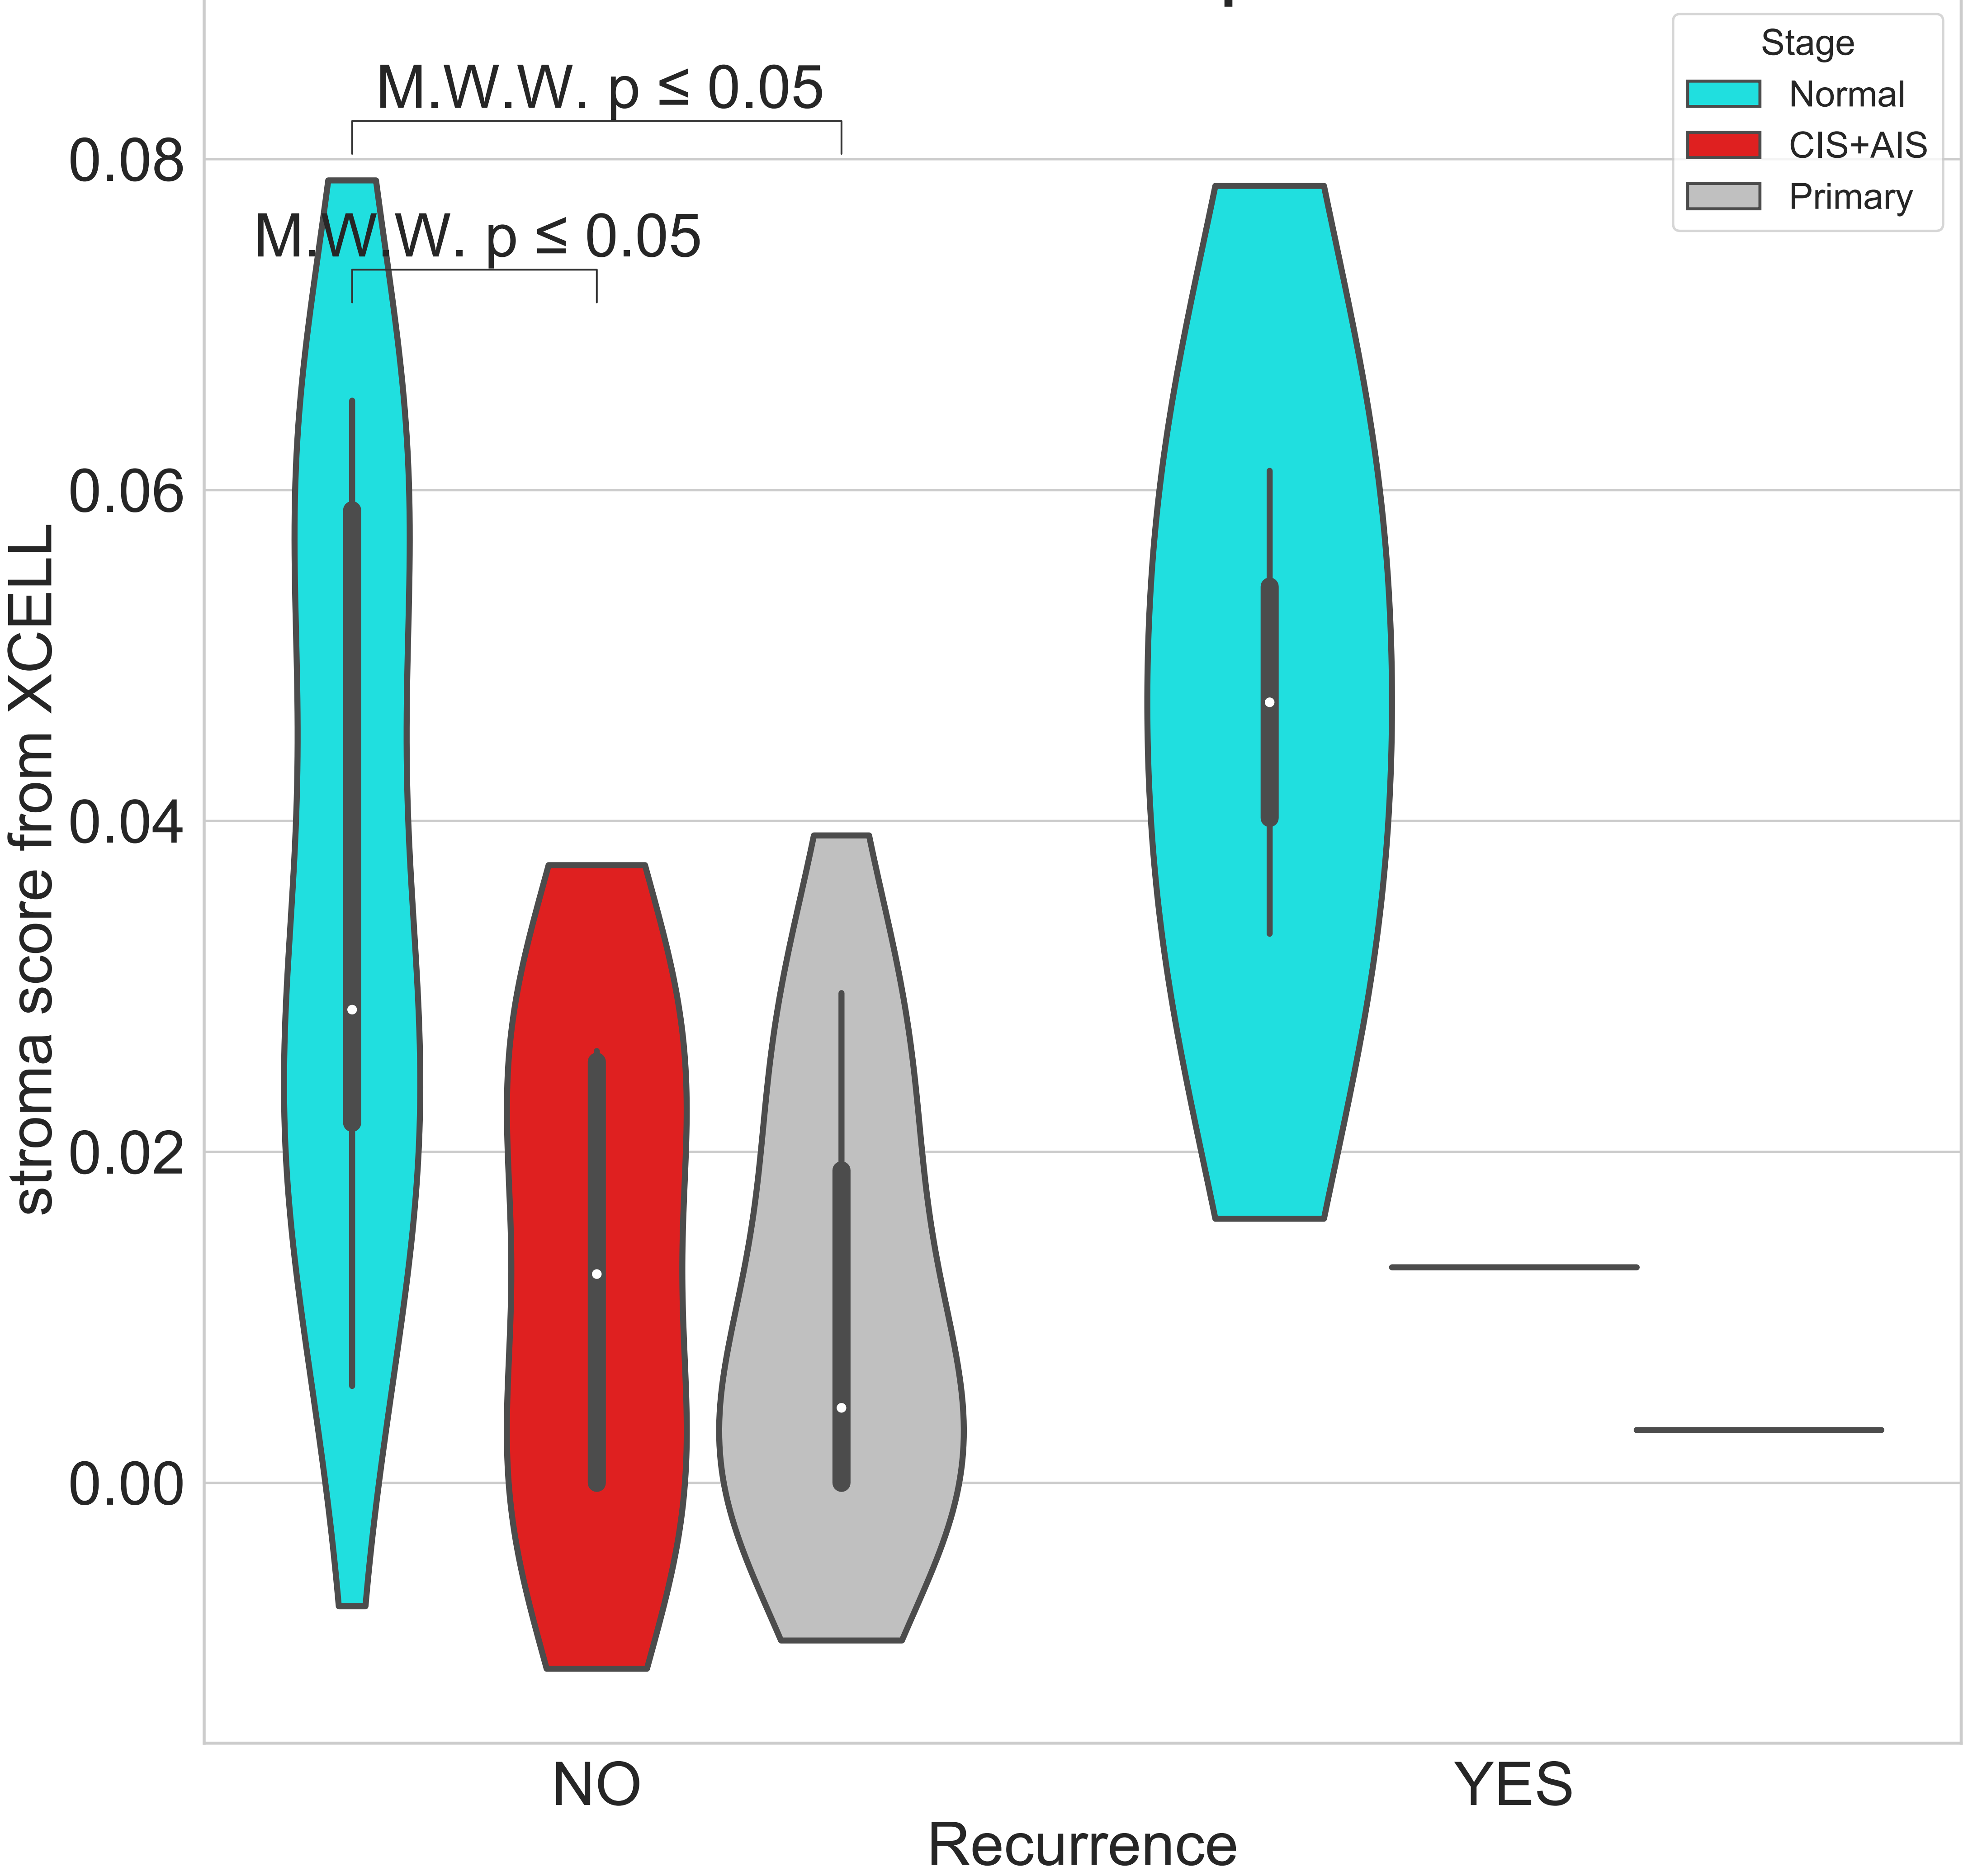 Stage
Normal
CIS+AIS
Primary
M.W.W. p ≤ 0.05
M.W.W. p ≤ 0.05
stroma score from XCELL
0.08
0.06
0.04
0.02
0.00
NO
YES
Recurrence